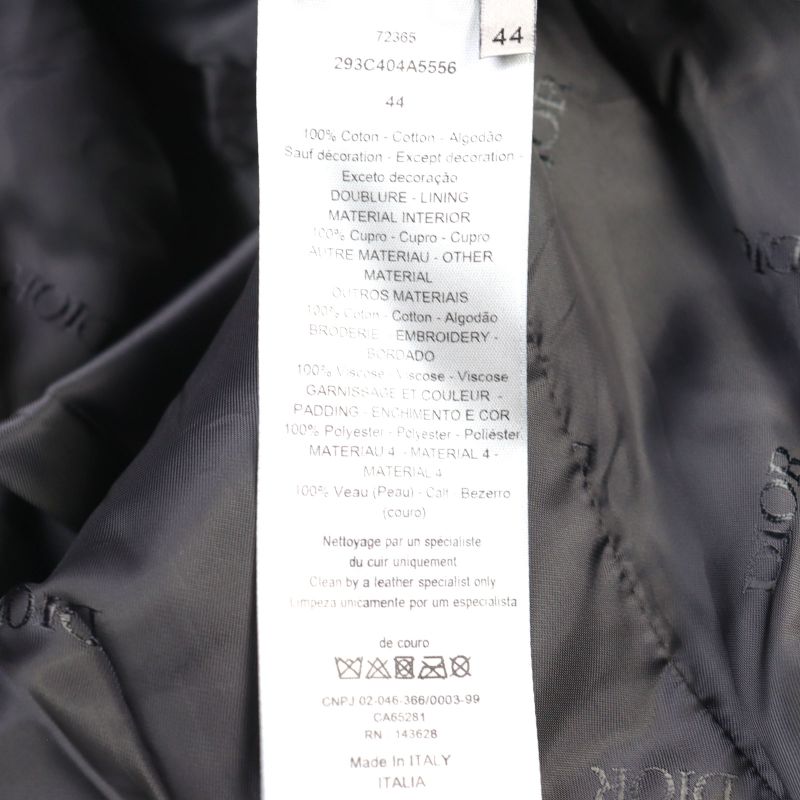 44
72365
293C404A5556
44
100% Coton - Cotton - Algodão
Sauf décoration - Except decoration -
Exceto decoração
DOUBLURE - LINING
MATERIAL INTERIOR
100% Cupro - Cupro - Cupro
AUTRE MATERIAU - OTHER
MATERIAL
OUTROS MATERIAIS
100% Coton - Cotton - Algodão
BRODERIE - EMBROIDERY -
BORDADO
100% Viscose - Viscose - Viscose
GARNISSAGE ET COULEUR -
PADDING - ENCHIMENTO E COR
100% Polyester - Polyester - Poliéster
MATERIAU 4 - MATERIAL 4 -
MATERIAL 4
100% Veau (Peau) - Calf - Bezerro
(couro)
Nettoyage par un specialiste
du cuir uniquement
Clean by a leather specialist only
Limpeza unicamente por um especialista
de couro
CNPJ 02-046-366/0003-99
CA65281
RN 143628
Made In ITALY
ITALIA
DIOR
DIOR
DIOR
DIOR
DIOR
DIOR